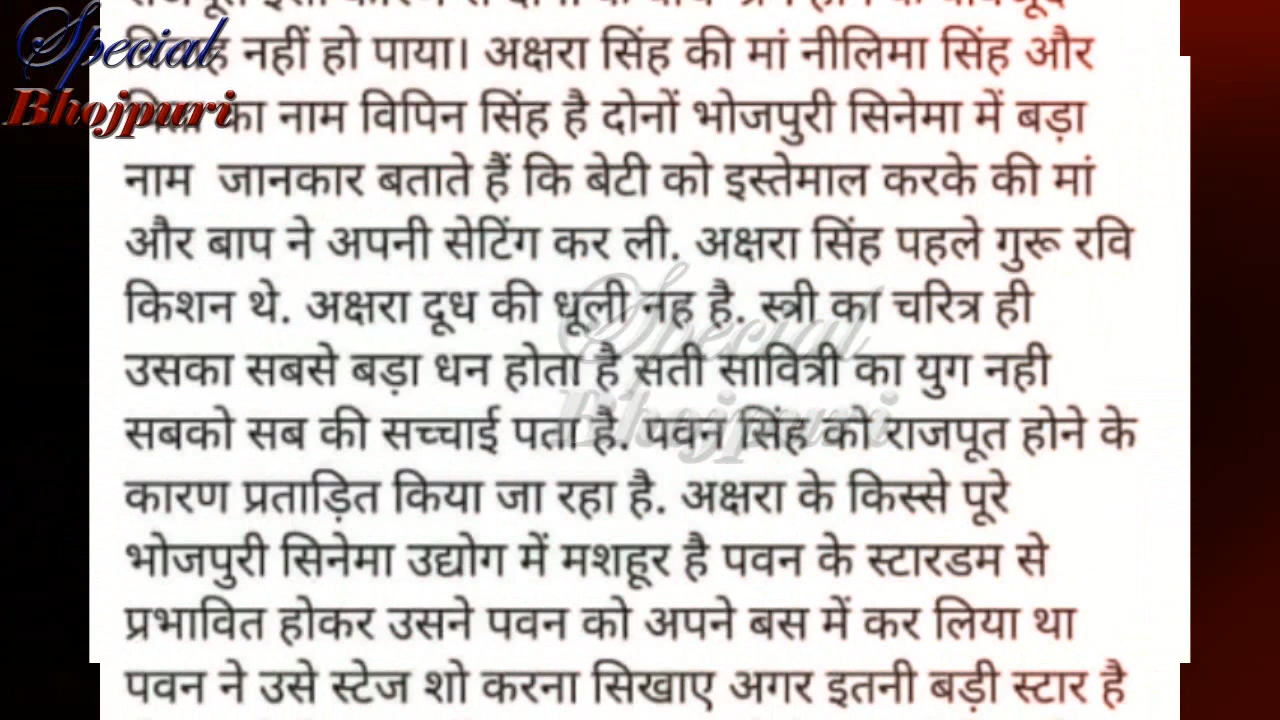 Special
Bhojpuri
नहीं हो पाया। अक्षरा सिंह की मां नीलिमा सिंह और
का नाम विपिन सिंह है दोनों भोजपुरी सिनेमा में बड़ा
नाम जानकार बताते हैं कि बेटी को इस्तेमाल करके की मां
और बाप ने अपनी सेटिंग कर ली. अक्षरा सिंह पहले गुरू रवि
किशन थे. अक्षरा दूध की धूली नह है. स्त्री का चरित्र ही
उसका सबसे बड़ा धन होता है सती सावित्री का युग नही
सबको सब की सच्चाई पता है. पवन सिंह को राजपूत होने के
कारण प्रताड़ित किया जा रहा है. अक्षरा के किस्से पूरे
भोजपुरी सिनेमा उद्योग में मशहूर है पवन के स्टारडम से
प्रभावित होकर उसने पवन को अपने बस में कर लिया था
पवन ने उसे स्टेज शो करना सिखाए अगर इतनी बड़ी स्टार है
Special
Bhojpuri